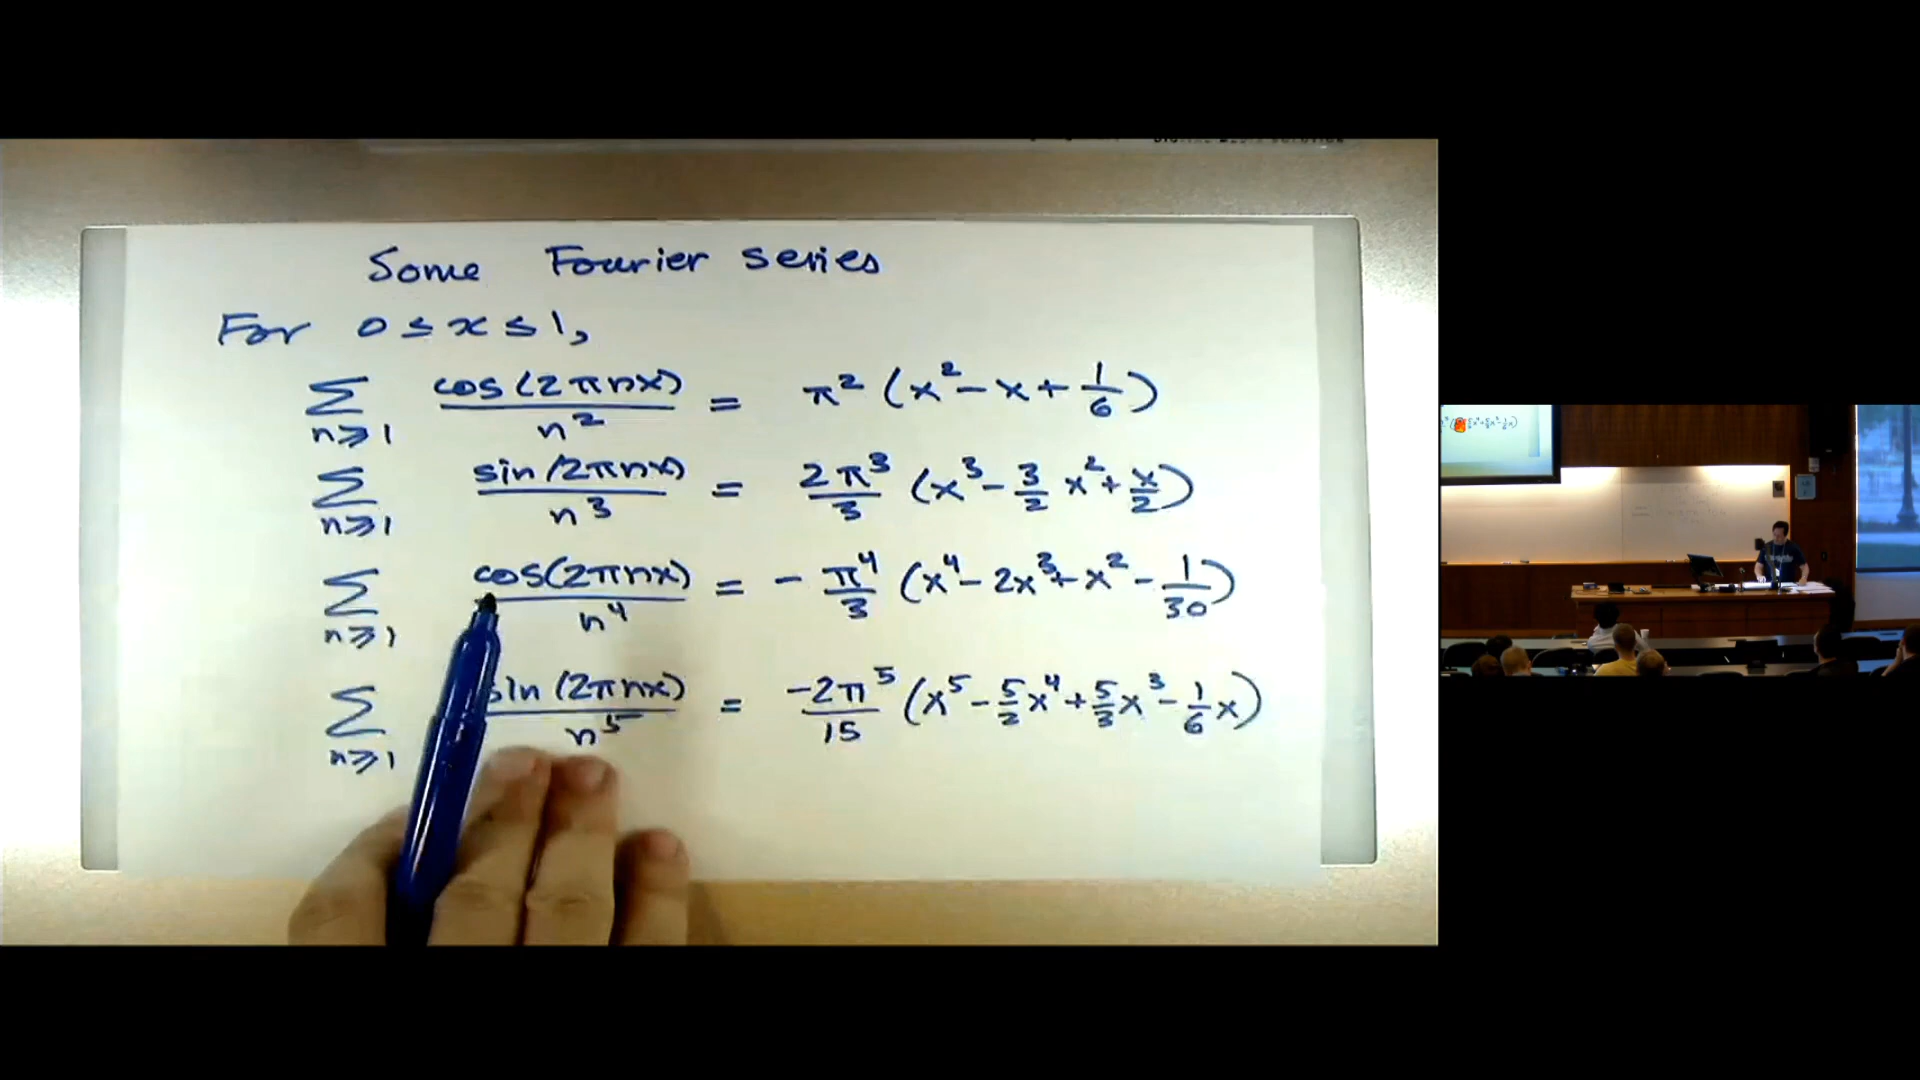 Some Fourier series
For 0 ≤ x ≤ 1,
∑_{n≥1} cos(2πnx)/n² = π² (x² - x + 1/6)
∑_{n≥1} sin(2πnx)/n³ = 2π³/3 (x³ - 3/2 x² + x/2)
∑_{n≥1} cos(2πnx)/n⁴ = - π⁴/3 (x⁴ - 2x³ + x² - 1/30)
∑_{n≥1} sin(2πnx)/n⁵ = -2π⁵/15 (x⁵ - 5/2 x⁴ + 5/3 x³ - 1/6 x)